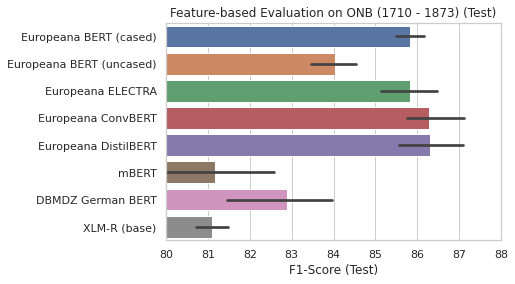 Feature-based Evaluation on ONB (1710 - 1873) (Test)
Europeana BERT (cased)
Europeana BERT (uncased)
Europeana ELECTRA
Europeana ConvBERT
Europeana DistilBERT
mBERT
DBMDZ German BERT
XLM-R (base)
80 81 82 83 84 85 86 87 88
F1-Score (Test)